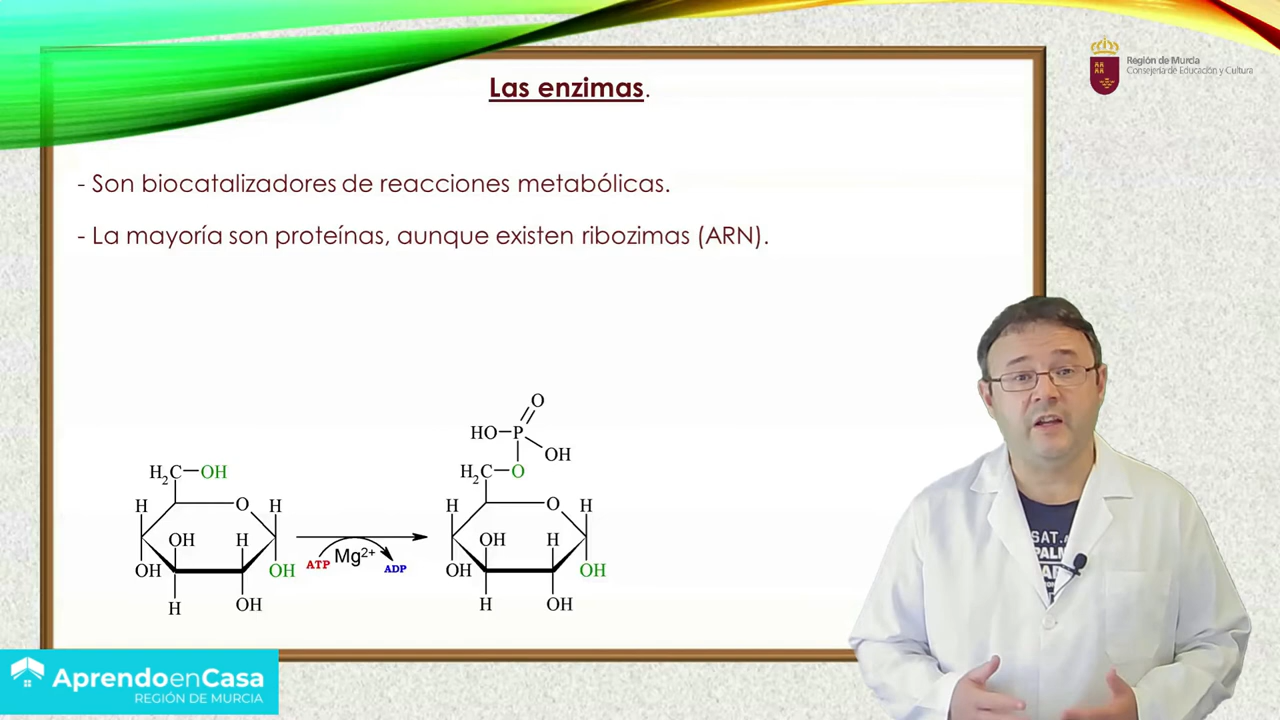 Las enzimas.
Región de Murcia
Consejería de Educación y Cultura
- Son biocatalizadores de reacciones metabólicas.
- La mayoría son proteínas, aunque existen ribozimas (ARN).
O
HO P
OH
H2C OH
H2C O
H O H
H O H
OH H
OH H
OH OH
ATP Mg2+ ADP
OH OH
H OH
H OH
SAT.
PALM
AprendoenCasa
REGIÓN DE MURCIA